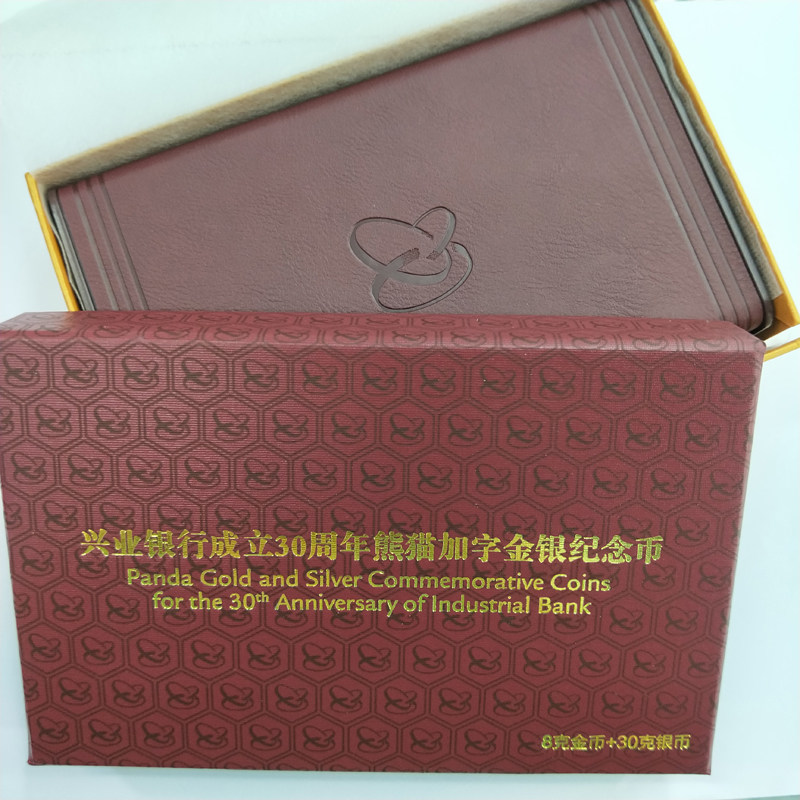 兴业银行成立30周年熊猫加字金银纪念币
Panda Gold and Silver Commemorative Coins
for the 30th Anniversary of Industrial Bank
8克金币+30克银币